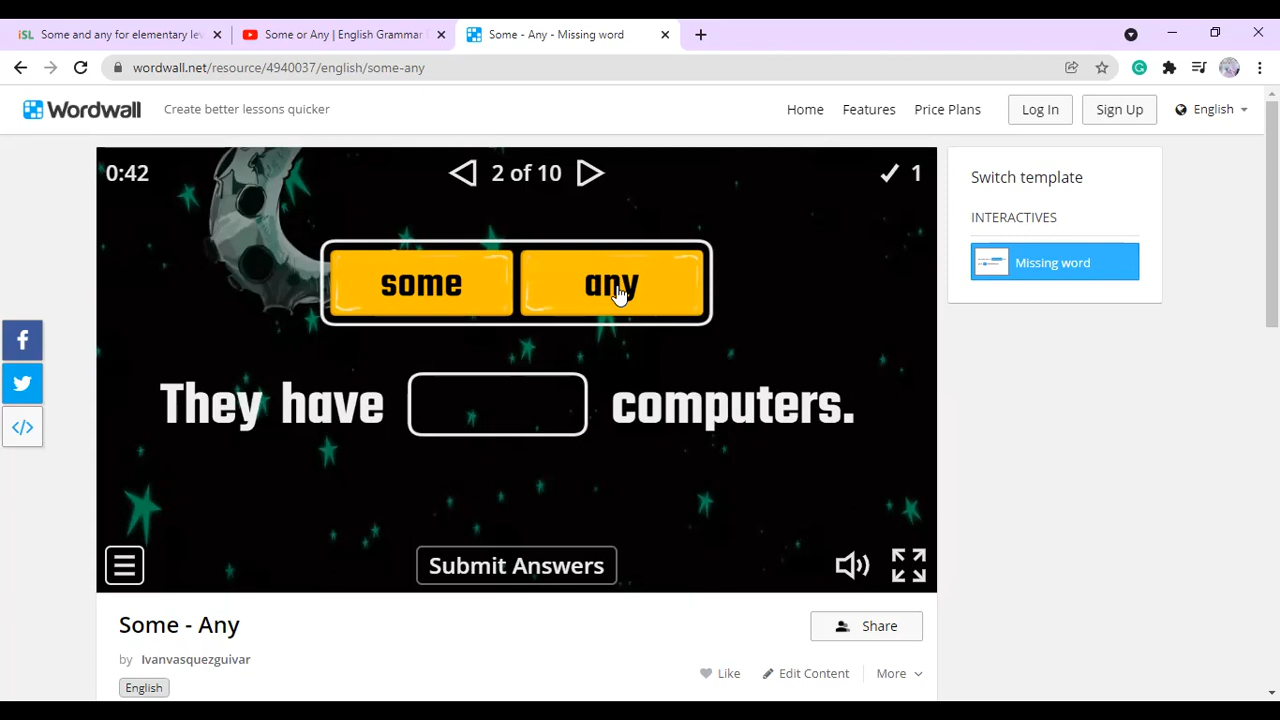 Some and any for elementary le
Some or Any | English Grammar
Some - Any - Missing word
wordwall.net/resource/4940037/english/some-any
Wordwall
Create better lessons quicker
Home
Features
Price Plans
Log In
Sign Up
English
0:42
2 of 10
1
some
any
They have
computers.
Submit Answers
Switch template
INTERACTIVES
Missing word
Some - Any
Share
by Ivanvasquezguivar
Like
Edit Content
More
English